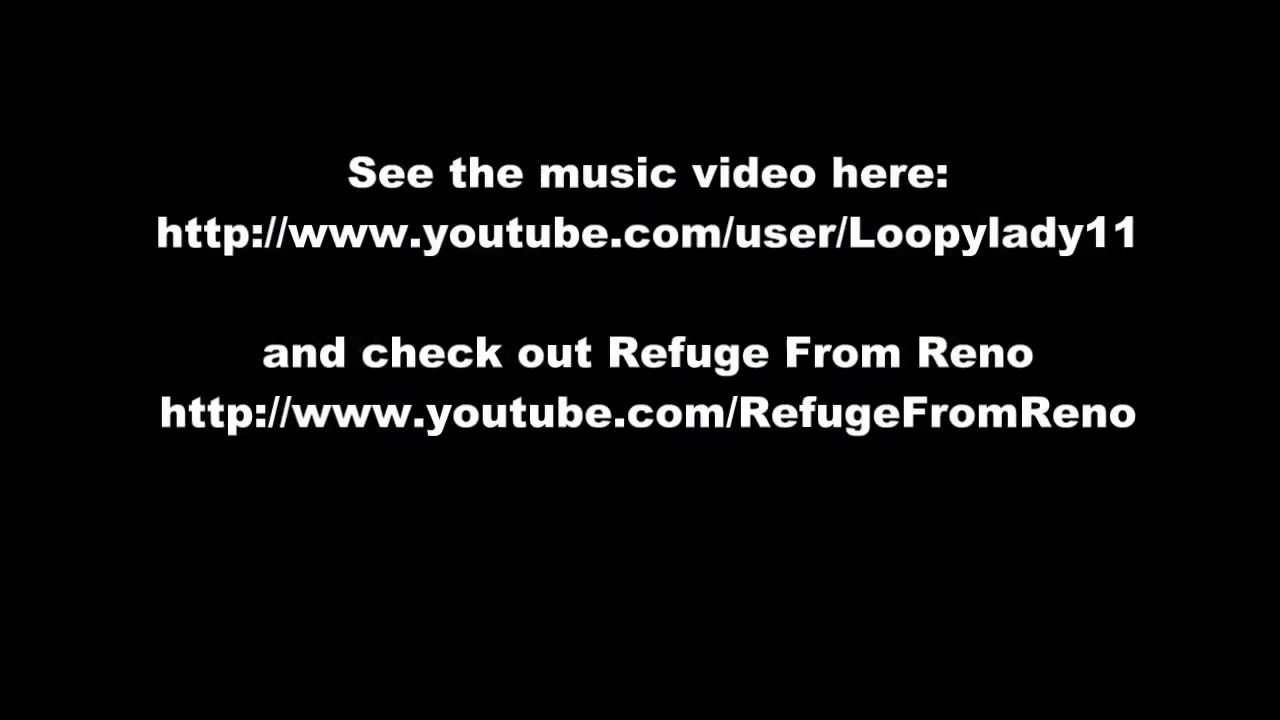 See the music video here:
http://www.youtube.com/user/Loopylady11
and check out Refuge From Reno
http://www.youtube.com/RefugeFromReno